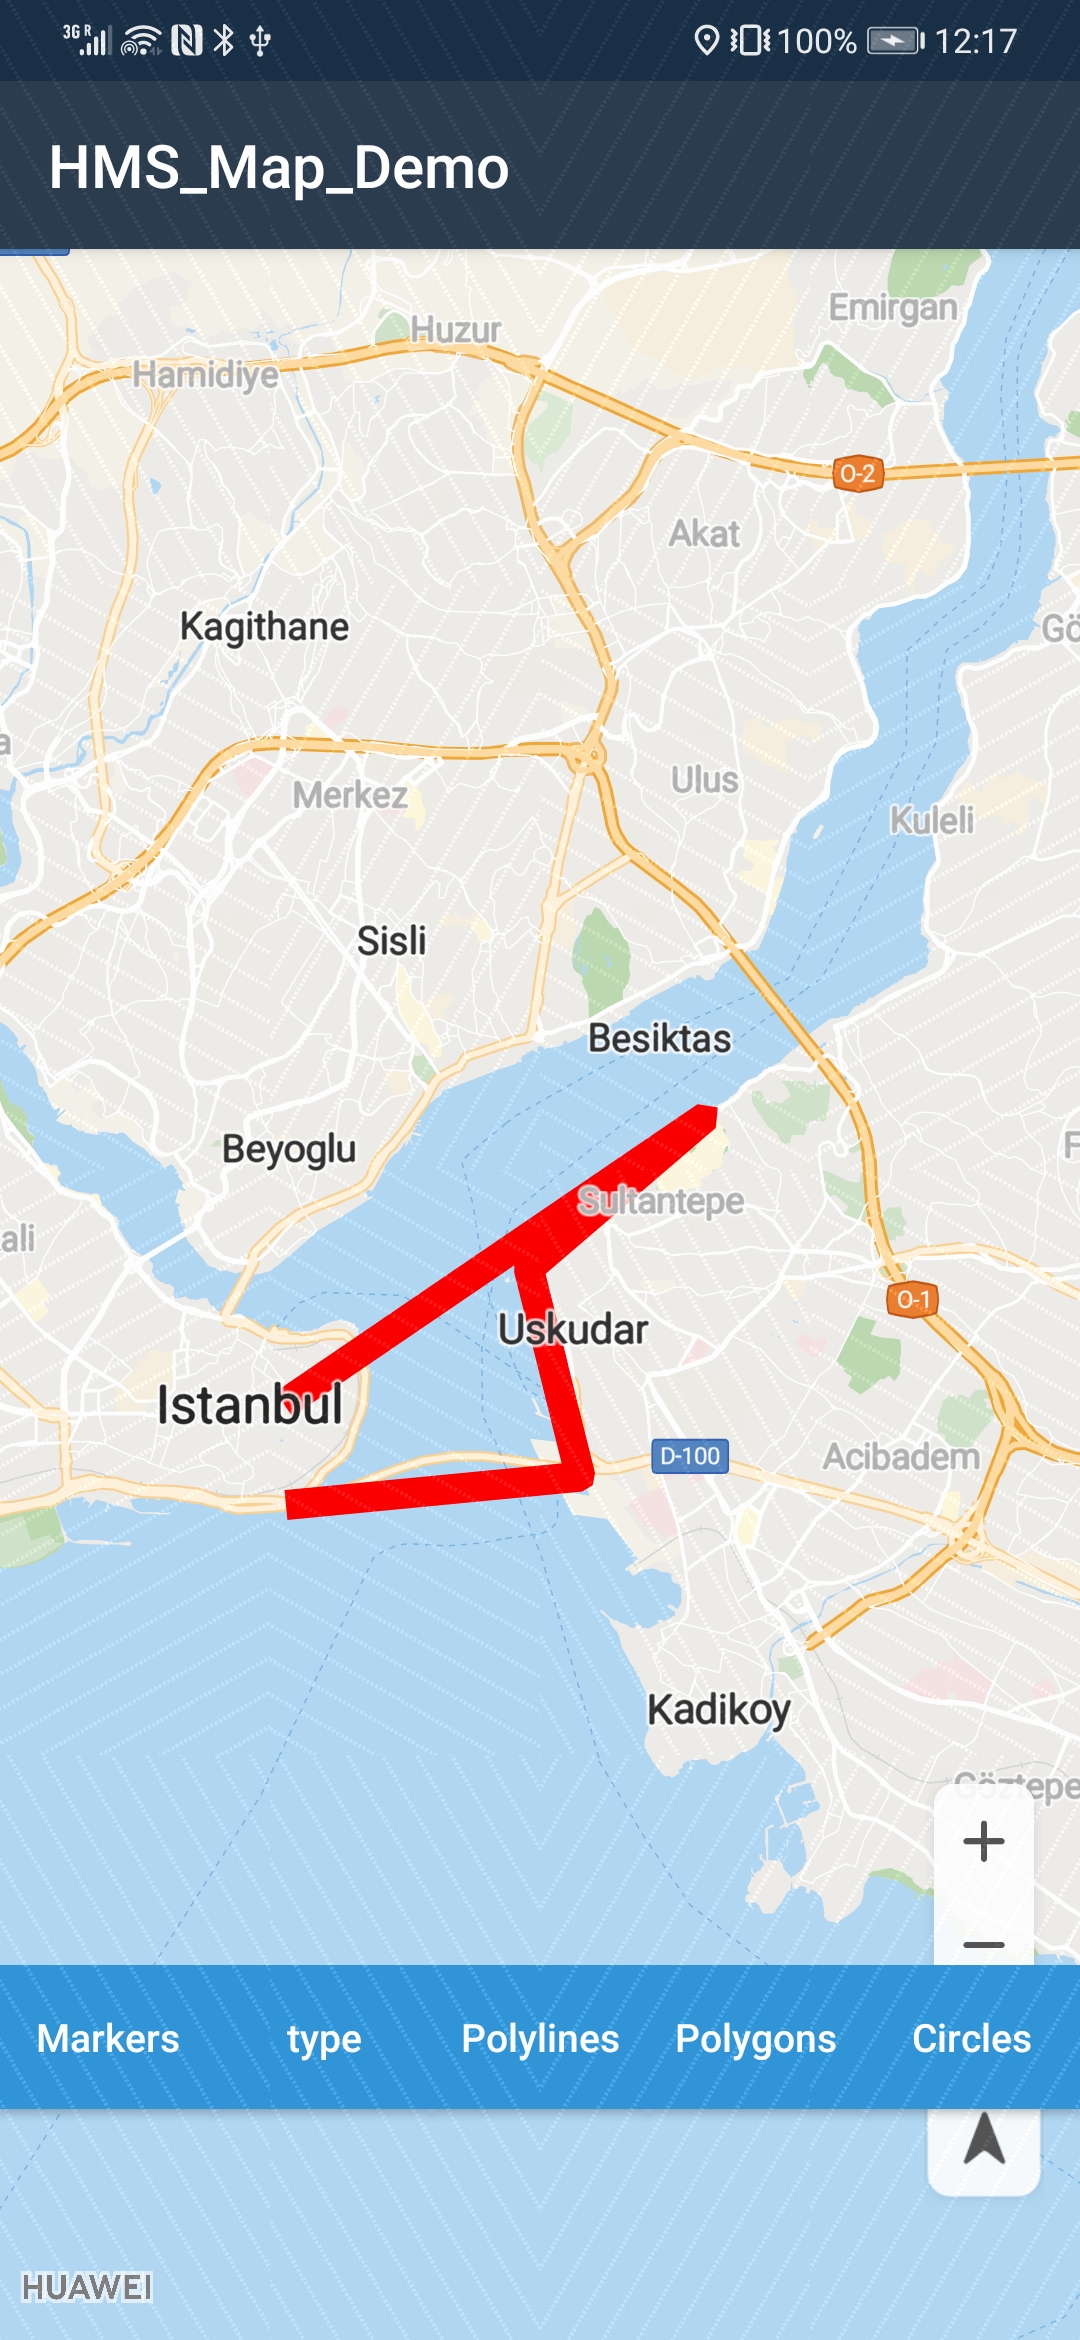 3G R 100% 12:17
HMS_Map_Demo
Emirgan
Huzur
Hamidiye
O-2
Akat
Kagithane
Gö
a
Ulus
Merkez
Kuleli
Sisli
Besiktas
Beyoglu
F
Sultantepe
ali
O-1
Uskudar
Istanbul
D-100
Acibadem
Kadikoy
Göztepe
+
−
Markers type Polylines Polygons Circles
HUAWEI